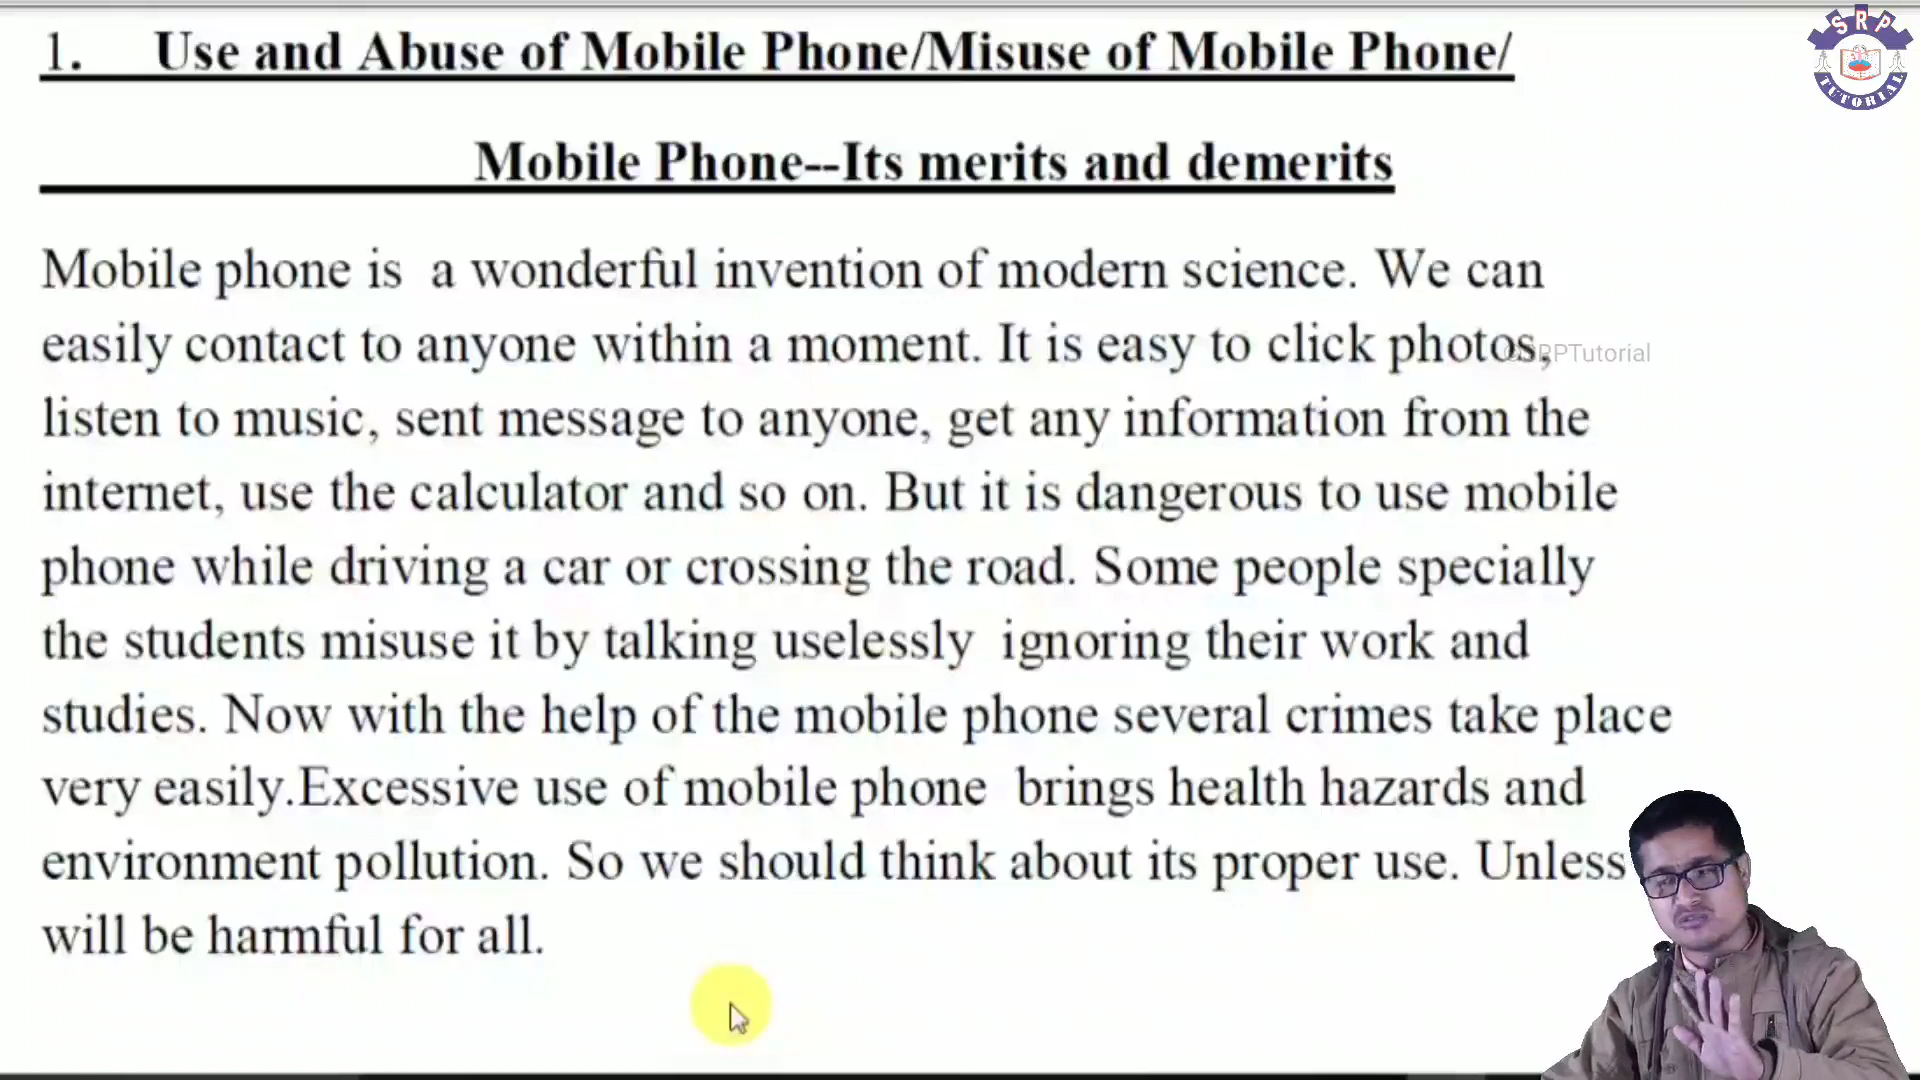 1. Use and Abuse of Mobile Phone/Misuse of Mobile Phone/
Mobile Phone--Its merits and demerits
Mobile phone is a wonderful invention of modern science. We can
easily contact to anyone within a moment. It is easy to click photos,
©SRPTutorial
listen to music, sent message to anyone, get any information from the
internet, use the calculator and so on. But it is dangerous to use mobile
phone while driving a car or crossing the road. Some people specially
the students misuse it by talking uselessly ignoring their work and
studies. Now with the help of the mobile phone several crimes take place
very easily.Excessive use of mobile phone brings health hazards and
environment pollution. So we should think about its proper use. Unless
will be harmful for all.
SRP
TUTORIAL